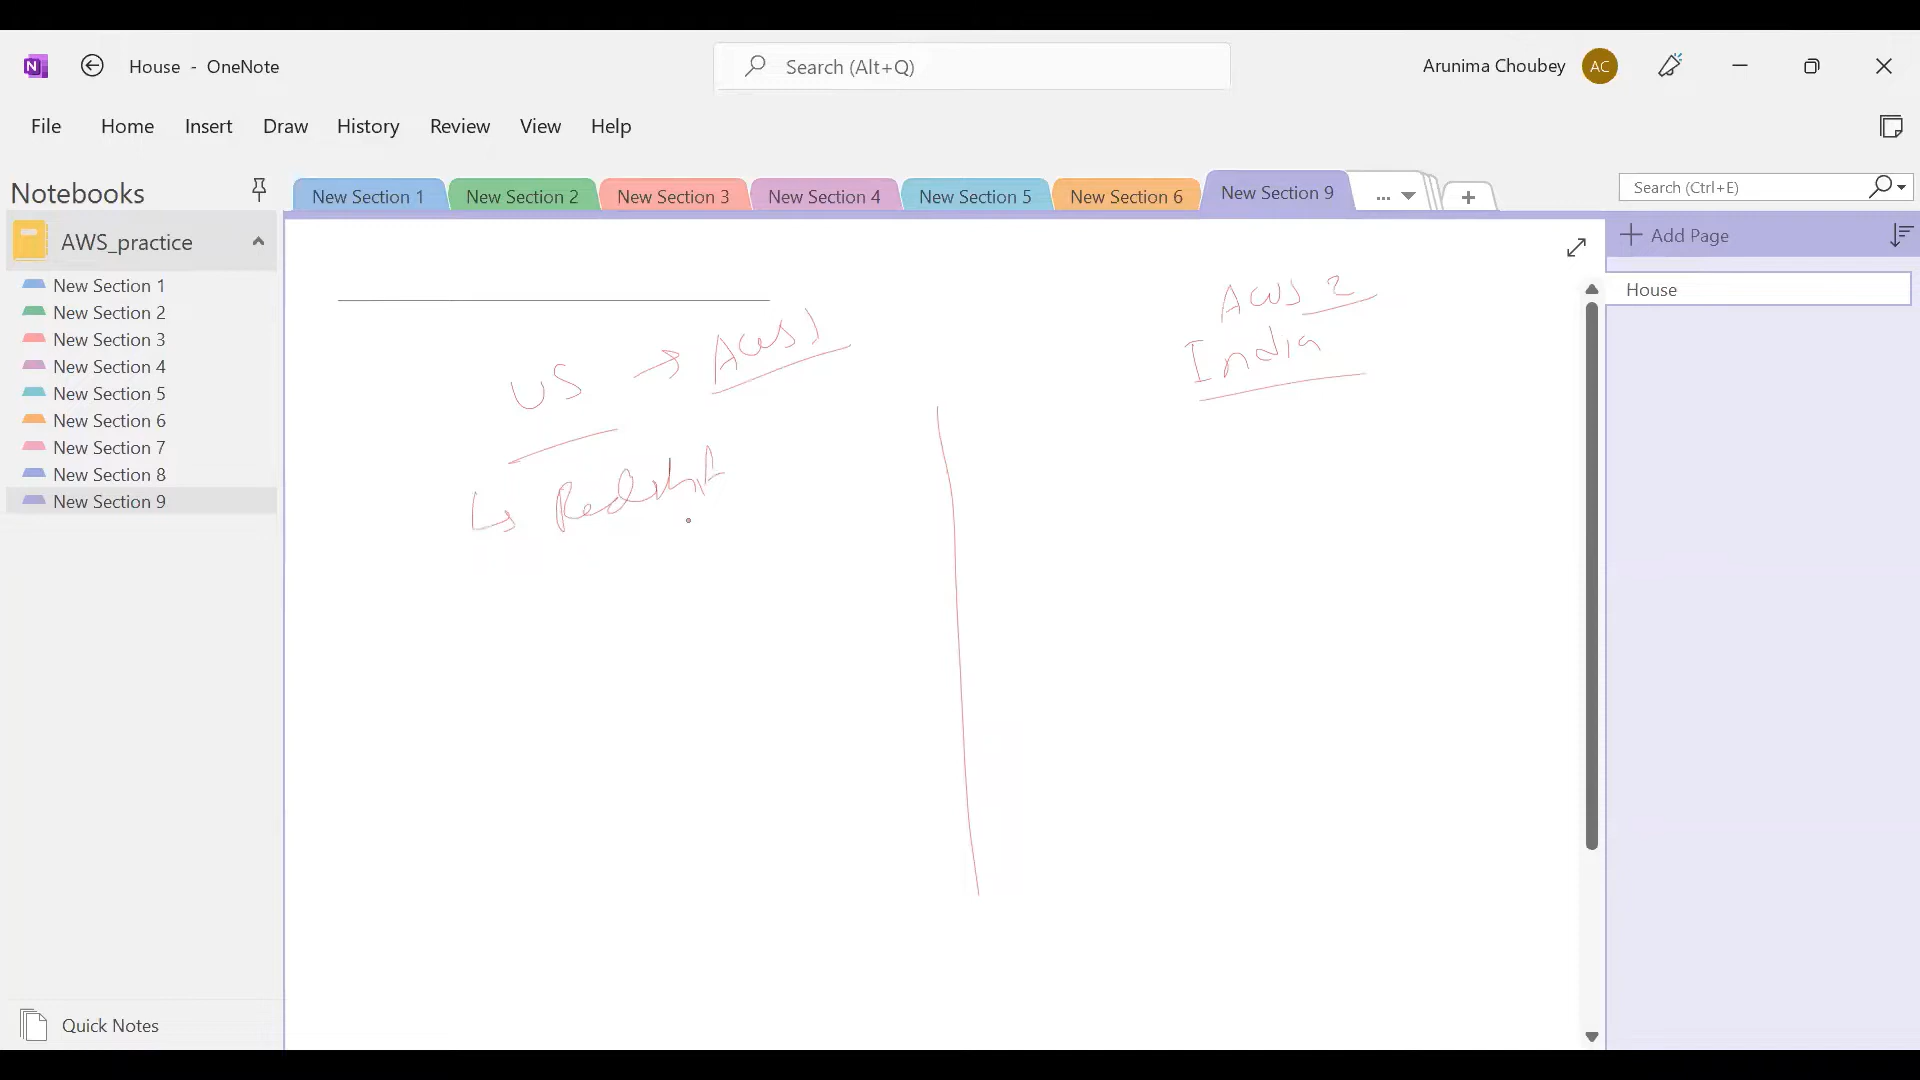 House - OneNote
Search (Alt+Q)
Arunima Choubey
AC
File Home Insert Draw History Review View Help
Notebooks
New Section 1
New Section 2
New Section 3
New Section 4
New Section 5
New Section 6
New Section 9
...
Search (Ctrl+E)
AWS_practice
New Section 1
New Section 2
New Section 3
New Section 4
New Section 5
New Section 6
New Section 7
New Section 8
New Section 9
Quick Notes
Add Page
House
US → AWS 1
↳ Redshift
AWS 2
India